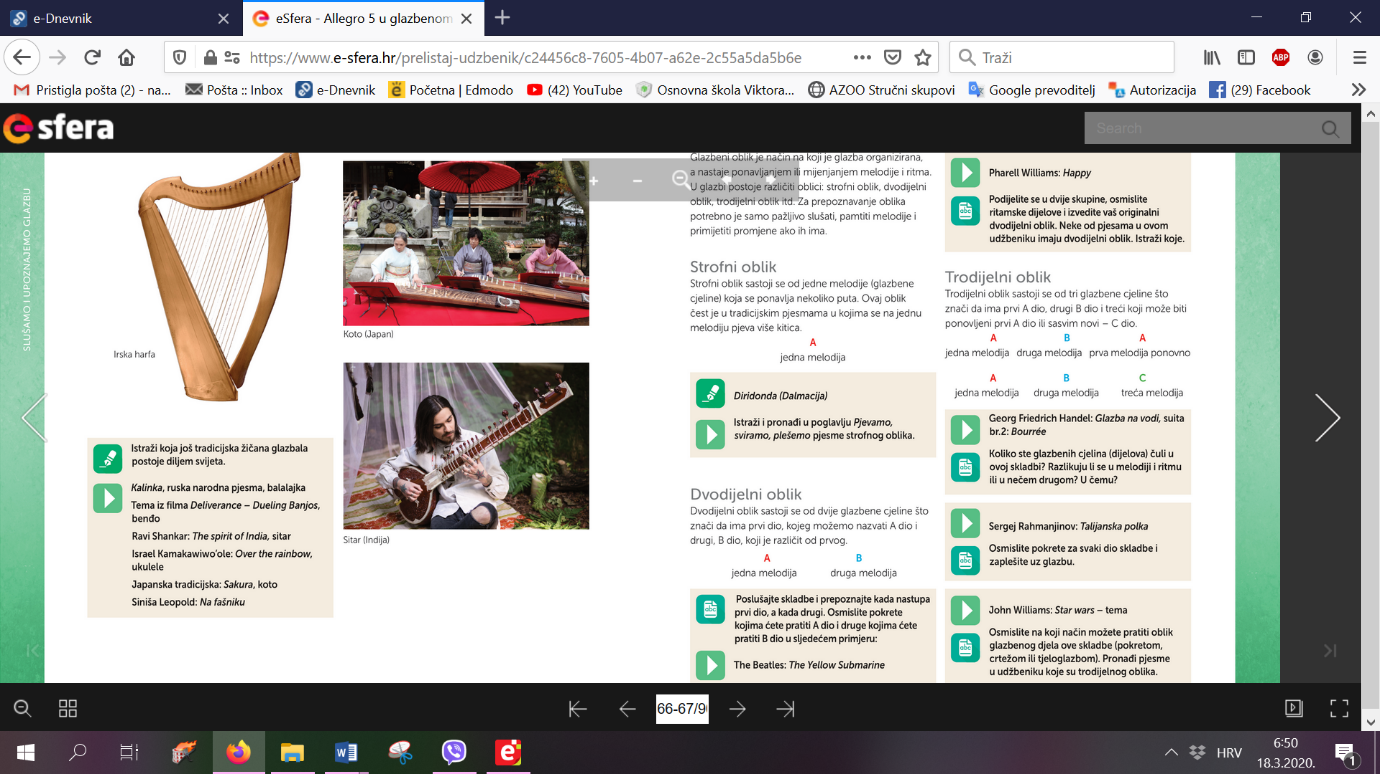 e-Dnevnik
eSfera - Allegro 5 u glazbenom
https://www.e-sfera.hr/prelistaj-udzbenik/c24456c8-7605-4b07-a62e-2c55a5da5b6e
Traži
ABP
Pristigla pošta (2) - na...
Pošta :: Inbox
e-Dnevnik
Početna | Edmodo
(42) YouTube
Osnovna škola Viktora...
AZOO Stručni skupovi
Google prevoditelj
Autorizacija
(29) Facebook
e sfera
Search
SLUŠAMO I UPOZNAJEMO GLAZBU
Irska harfa
Koto (Japan)
Sitar (Indija)
Istraži koja još tradicijska žičana glazbala
postoje diljem svijeta.
Kalinka, ruska narodna pjesma, balalajka
Tema iz filma Deliverance – Dueling Banjos,
benđo
Ravi Shankar: The spirit of India, sitar
Israel Kamakawiwo'ole: Over the rainbow,
ukulele
Japanska tradicijska: Sakura, koto
Siniša Leopold: Na fašniku
Glazbeni oblik je način na koji je glazba organizirana,
a nastaje ponavljanjem ili mijenjanjem melodije i ritma.
U glazbi postoje različiti oblici: strofni oblik, dvodijelni
oblik, trodijelni oblik itd. Za prepoznavanje oblika
potrebno je samo pažljivo slušati, pamtiti melodije i
primijetiti promjene ako ih ima.
Strofni oblik
Strofni oblik sastoji se od jedne melodije (glazbene
cjeline) koja se ponavlja nekoliko puta. Ovaj oblik
čest je u tradicijskim pjesmama u kojima se na jednu
melodiju pjeva više kitica.
A
jedna melodija
Diridonda (Dalmacija)
Istraži i pronađi u poglavlju Pjevamo,
sviramo, plešemo pjesme strofnog oblika.
Dvodijelni oblik
Dvodijelni oblik sastoji se od dvije glazbene cjeline što
znači da ima prvi dio, kojeg možemo nazvati A dio i
drugi, B dio, koji je različit od prvog.
A B
jedna melodija druga melodija
abc
Poslušajte skladbe i prepoznajte kada nastupa
prvi dio, a kada drugi. Osmislite pokrete
kojima ćete pratiti A dio i druge kojima ćete
pratiti B dio u sljedećem primjeru:
The Beatles: The Yellow Submarine
Pharell Williams: Happy
abc
Podijelite se u dvije skupine, osmislite
ritamske dijelove i izvedite vaš originalni
dvodijelni oblik. Neke od pjesama u ovom
udžbeniku imaju dvodijelni oblik. Istraži koje.
Trodijelni oblik
Trodijelni oblik sastoji se od tri glazbene cjeline što
znači da ima prvi A dio, drugi B dio i treći koji može biti
ponovljeni prvi A dio ili sasvim novi – C dio.
A B A
jedna melodija druga melodija prva melodija ponovno
A B C
jedna melodija druga melodija treća melodija
Georg Friedrich Handel: Glazba na vodi, suita
br.2: Bourrée
abc
Koliko ste glazbenih cjelina (dijelova) čuli u
ovoj skladbi? Razlikuju li se u melodiji i ritmu
ili u nečem drugom? U čemu?
Sergej Rahmanjinov: Talijanska polka
abc
Osmislite pokrete za svaki dio skladbe i
zaplešite uz glazbu.
John Williams: Star wars – tema
abc
Osmislite na koji način možete pratiti oblik
glazbenog djela ove skladbe (pokretom,
crtežom ili tjeloglazbom). Pronađi pjesme
u udžbeniku koje su trodijelnog oblika.
66-67/9
HRV
6:50
18.3.2020.
1